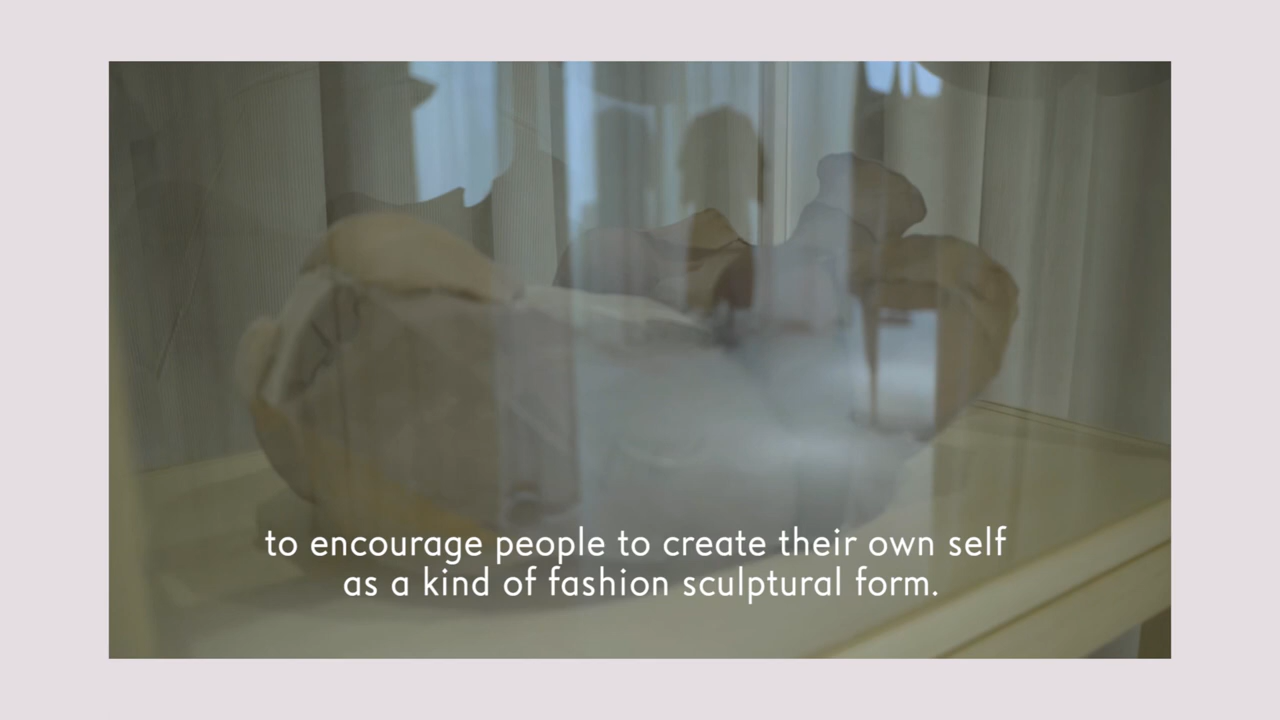 to encourage people to create their own self
as a kind of fashion sculptural form.